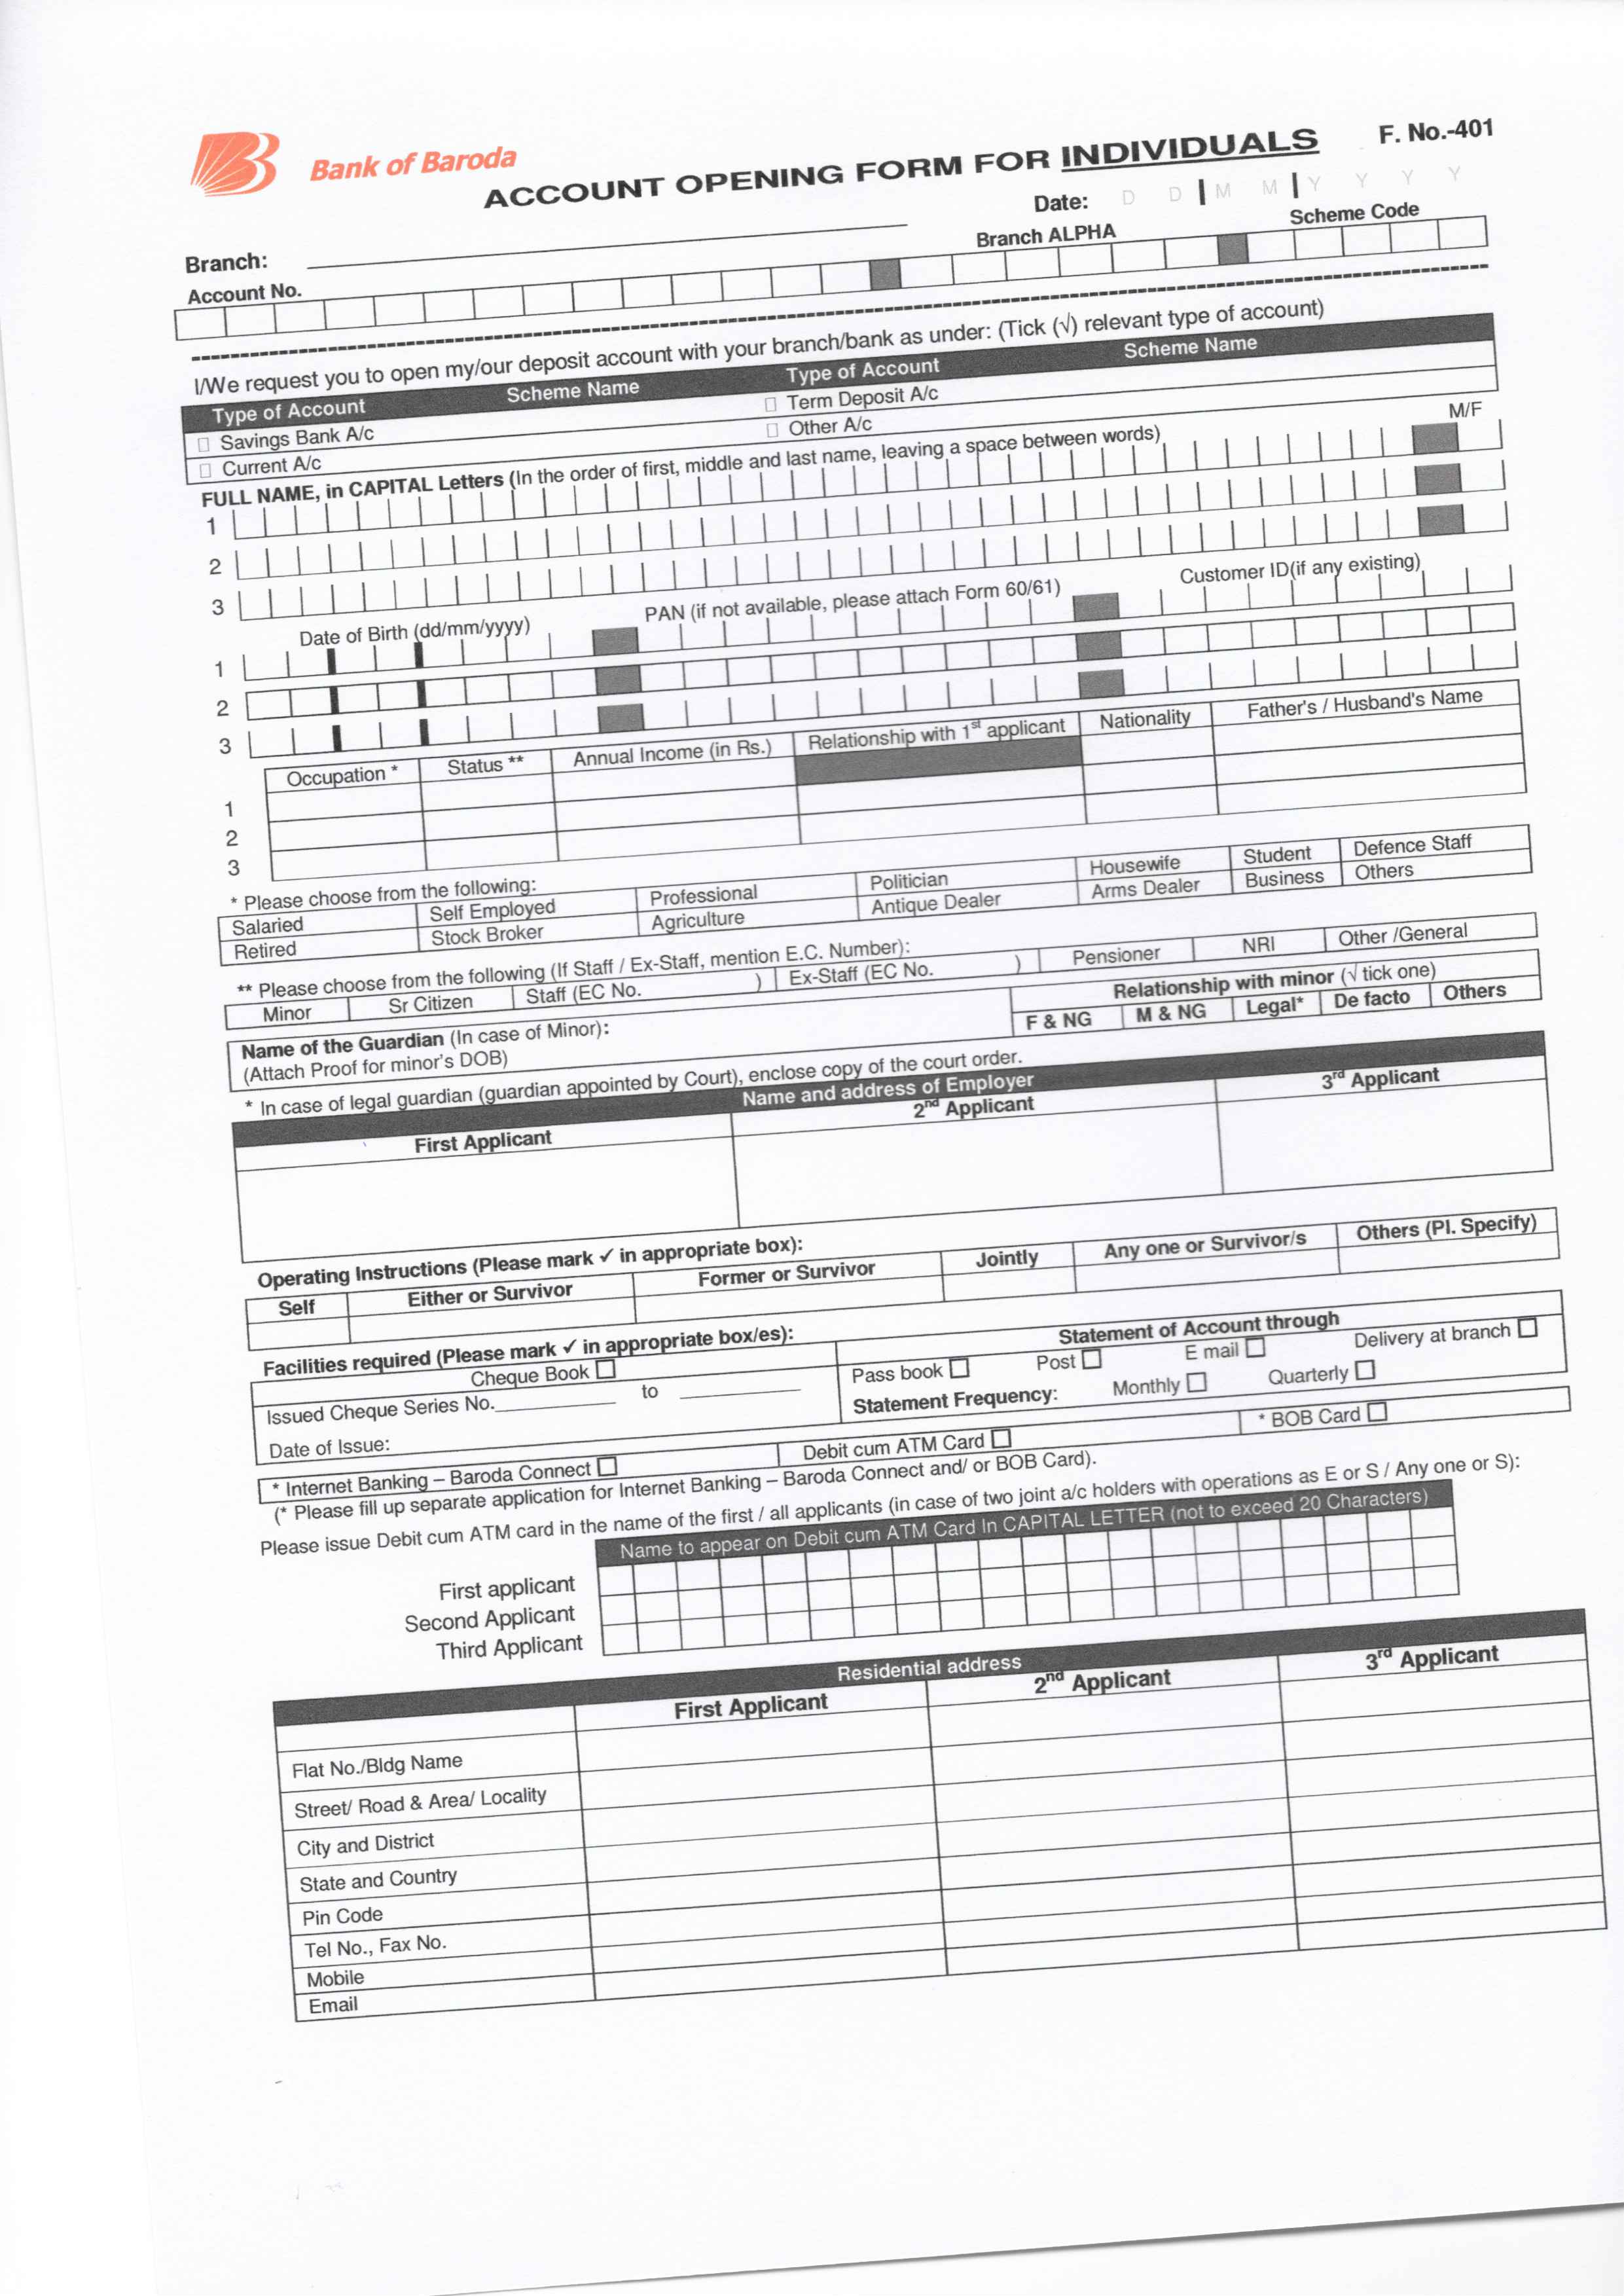 Bank of Baroda
ACCOUNT OPENING FORM FOR INDIVIDUALS
F. No.-401
Date: D D M M Y Y Y Y
Branch:
Account No.
Branch ALPHA
Scheme Code
I/We request you to open my/our deposit account with your branch/bank as under: (Tick (√) relevant type of account)
Type of Account Scheme Name Type of Account Scheme Name
Savings Bank A/c Term Deposit A/c
Current A/c Other A/c
FULL NAME, in CAPITAL Letters (In the order of first, middle and last name, leaving a space between words) M/F
1
2
3
Date of Birth (dd/mm/yyyy) PAN (if not available, please attach Form 60/61) Customer ID(if any existing)
1
2
3
Occupation * Status ** Annual Income (in Rs.) Relationship with 1st applicant Nationality Father's / Husband's Name
1
2
3
* Please choose from the following:
Salaried Self Employed Professional Politician Housewife Student Defence Staff
Retired Stock Broker Agriculture Antique Dealer Arms Dealer Business Others
** Please choose from the following (If Staff / Ex-Staff, mention E.C. Number):
Minor Sr Citizen Staff (EC No. ) Ex-Staff (EC No. ) Pensioner NRI Other /General
Name of the Guardian (In case of Minor):
(Attach Proof for minor's DOB)
Relationship with minor (√ tick one)
F & NG M & NG Legal* De facto Others
* In case of legal guardian (guardian appointed by Court), enclose copy of the court order.
Name and address of Employer
First Applicant 2nd Applicant 3rd Applicant
Operating Instructions (Please mark ✓ in appropriate box):
Self Either or Survivor Former or Survivor Jointly Any one or Survivor/s Others (Pl. Specify)
Facilities required (Please mark ✓ in appropriate box/es):
Cheque Book
Issued Cheque Series No. to
Date of Issue:
Statement of Account through
Pass book Post E mail Delivery at branch
Statement Frequency: Monthly Quarterly
* Internet Banking – Baroda Connect Debit cum ATM Card * BOB Card
(* Please fill up separate application for Internet Banking – Baroda Connect and/ or BOB Card).
Please issue Debit cum ATM card in the name of the first / all applicants (in case of two joint a/c holders with operations as E or S / Any one or S):
Name to appear on Debit cum ATM Card In CAPITAL LETTER (not to exceed 20 Characters)
First applicant
Second Applicant
Third Applicant
Residential address
First Applicant 2nd Applicant 3rd Applicant
Flat No./Bldg Name
Street/ Road & Area/ Locality
City and District
State and Country
Pin Code
Tel No., Fax No.
Mobile
Email